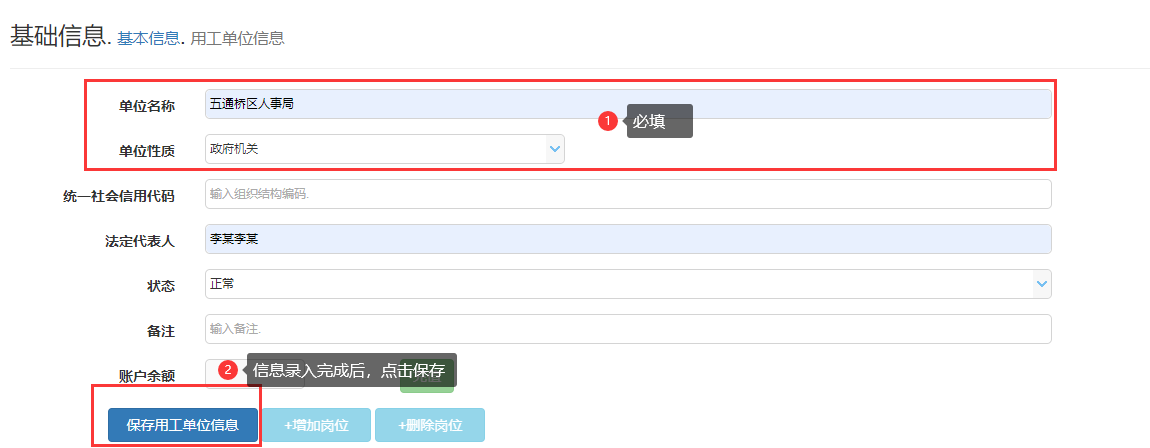 基础信息. 基本信息. 用工单位信息
单位名称 五通桥区人事局
1 必填
单位性质 政府机关
统一社会信用代码 输入组织结构编码.
法定代表人 李某李某
状态 正常
备注 输入备注.
账户余额
2 信息录入完成后，点击保存
保存用工单位信息 +增加岗位 +删除岗位